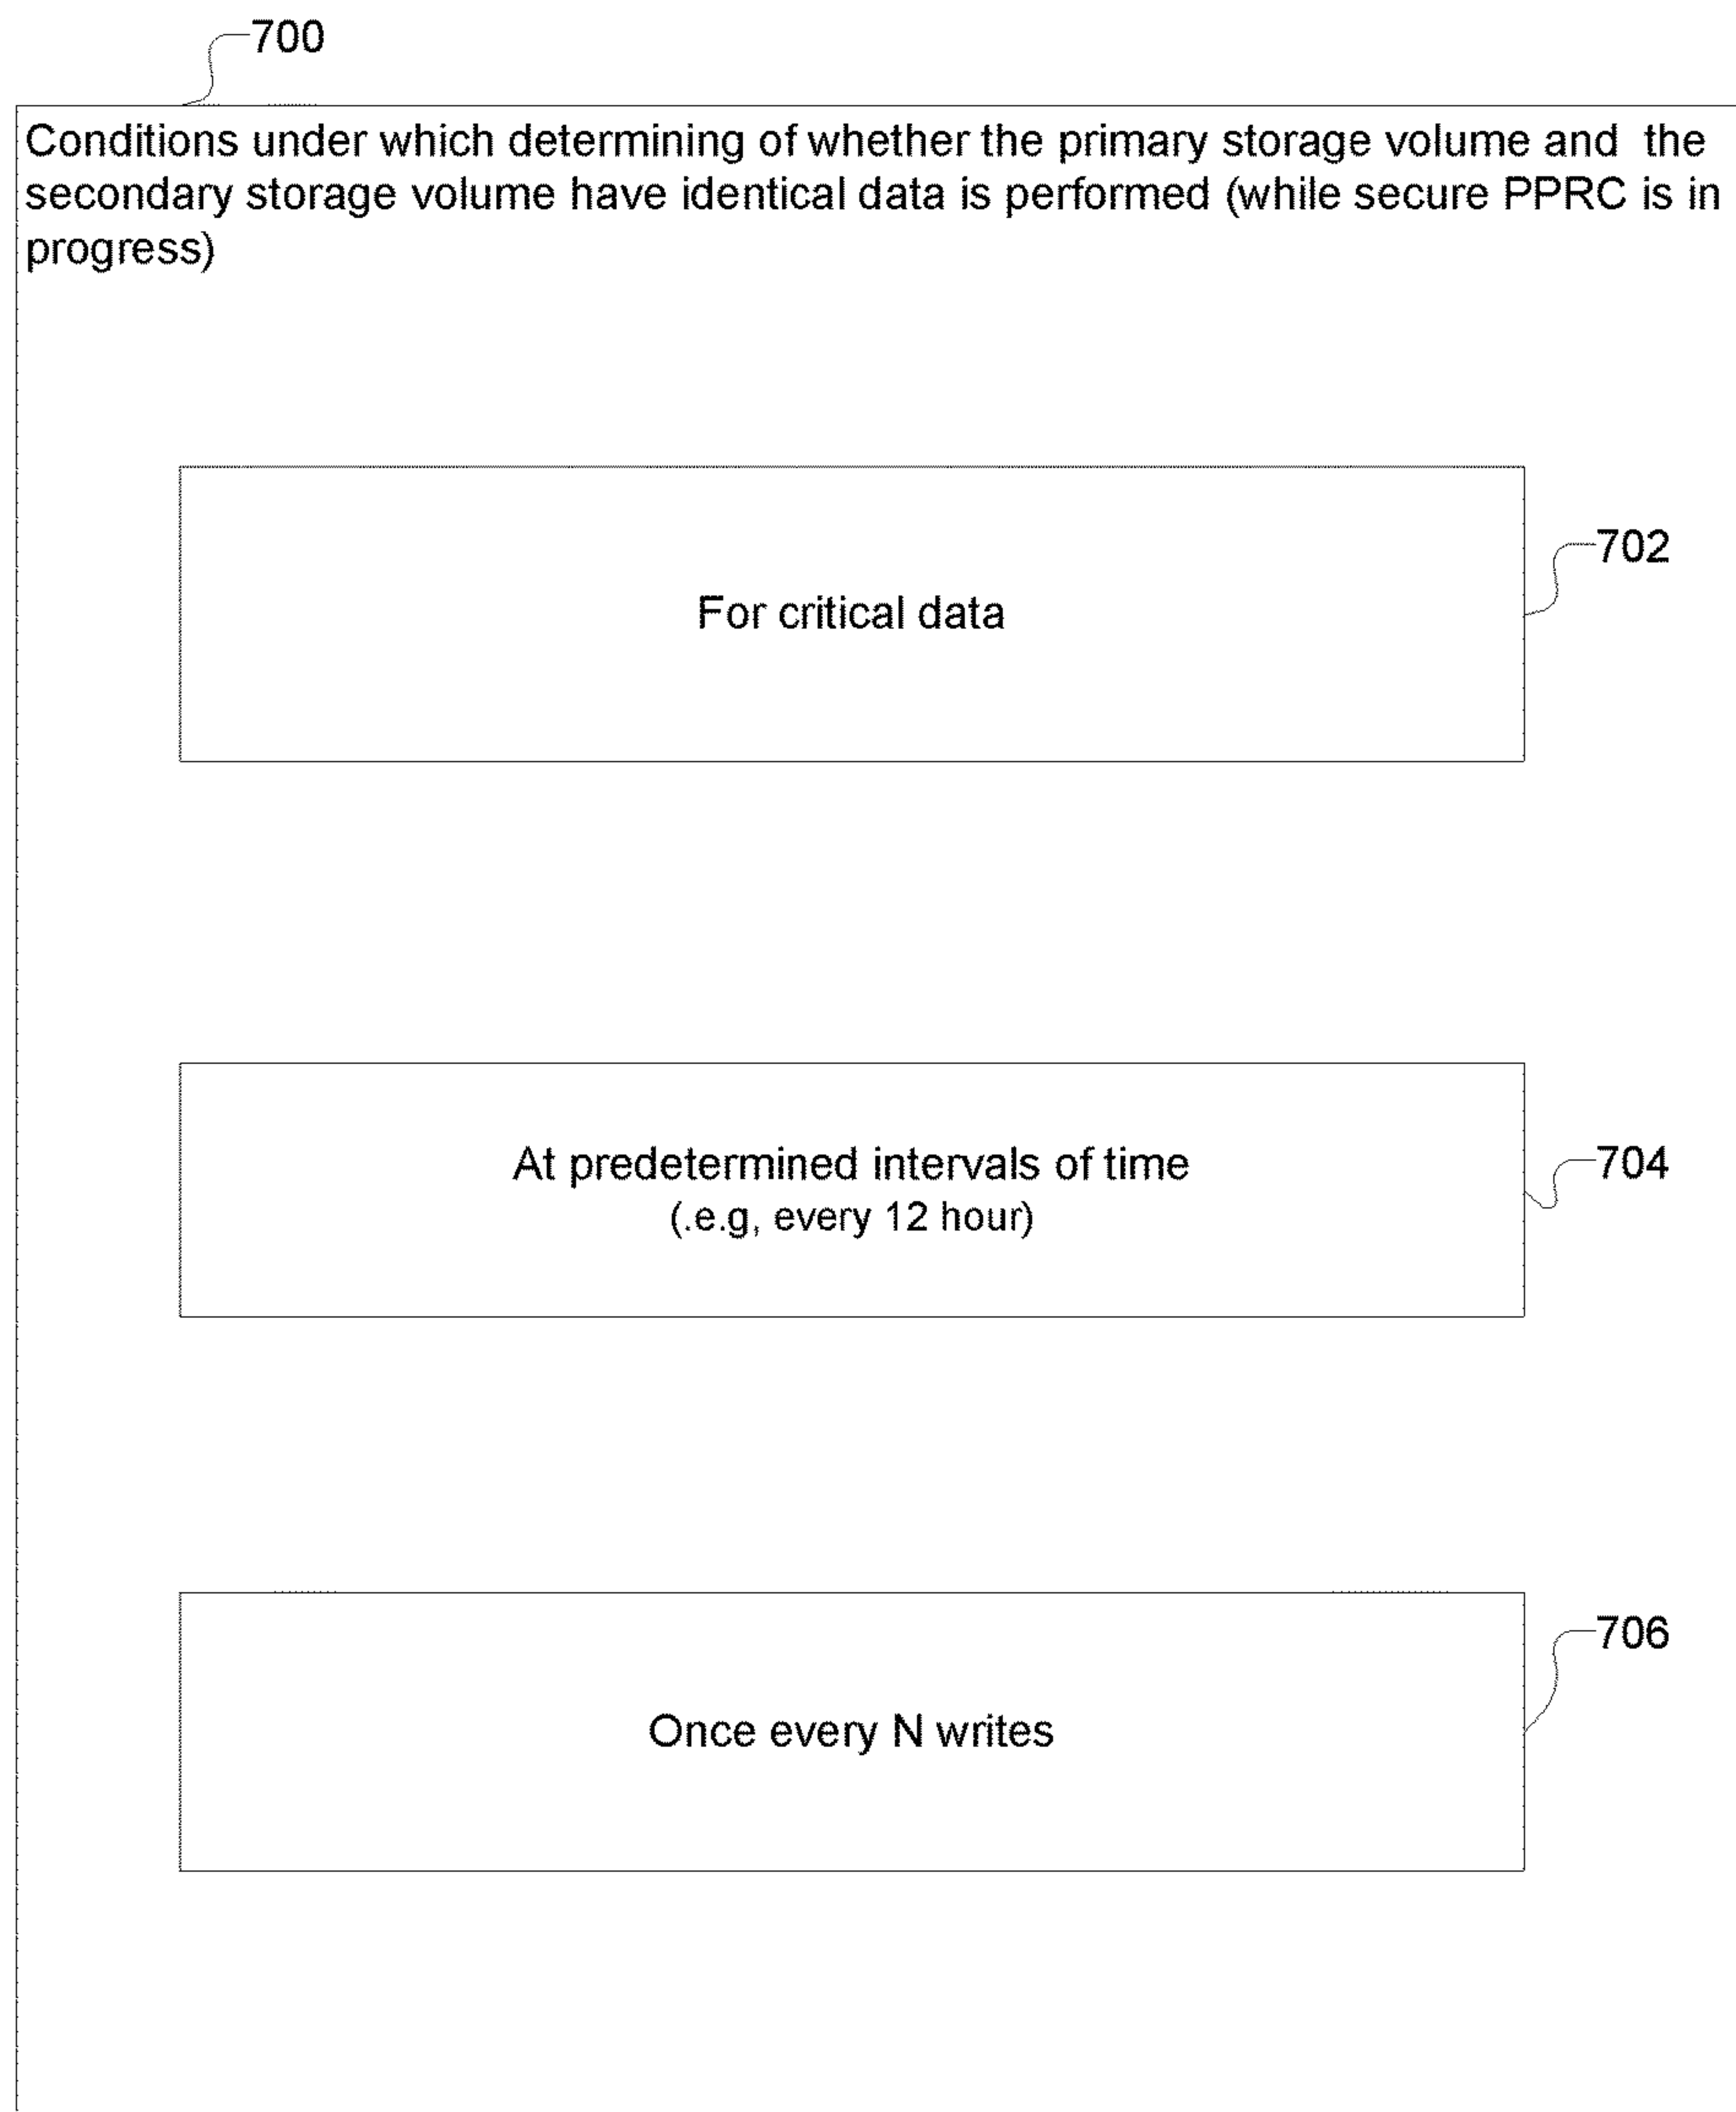 700
Conditions under which determining of whether the primary storage volume and the
secondary storage volume have identical data is performed (while secure PPRC is in
progress)
702
For critical data
704
At predetermined intervals of time
(.e.g, every 12 hour)
706
Once every N writes